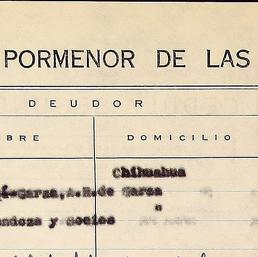 PORMENOR DE LAS
DEUDOR
BRE DOMICILIO
Chihuahua
Garza, A.R.de Garza "
ndoza y Socios